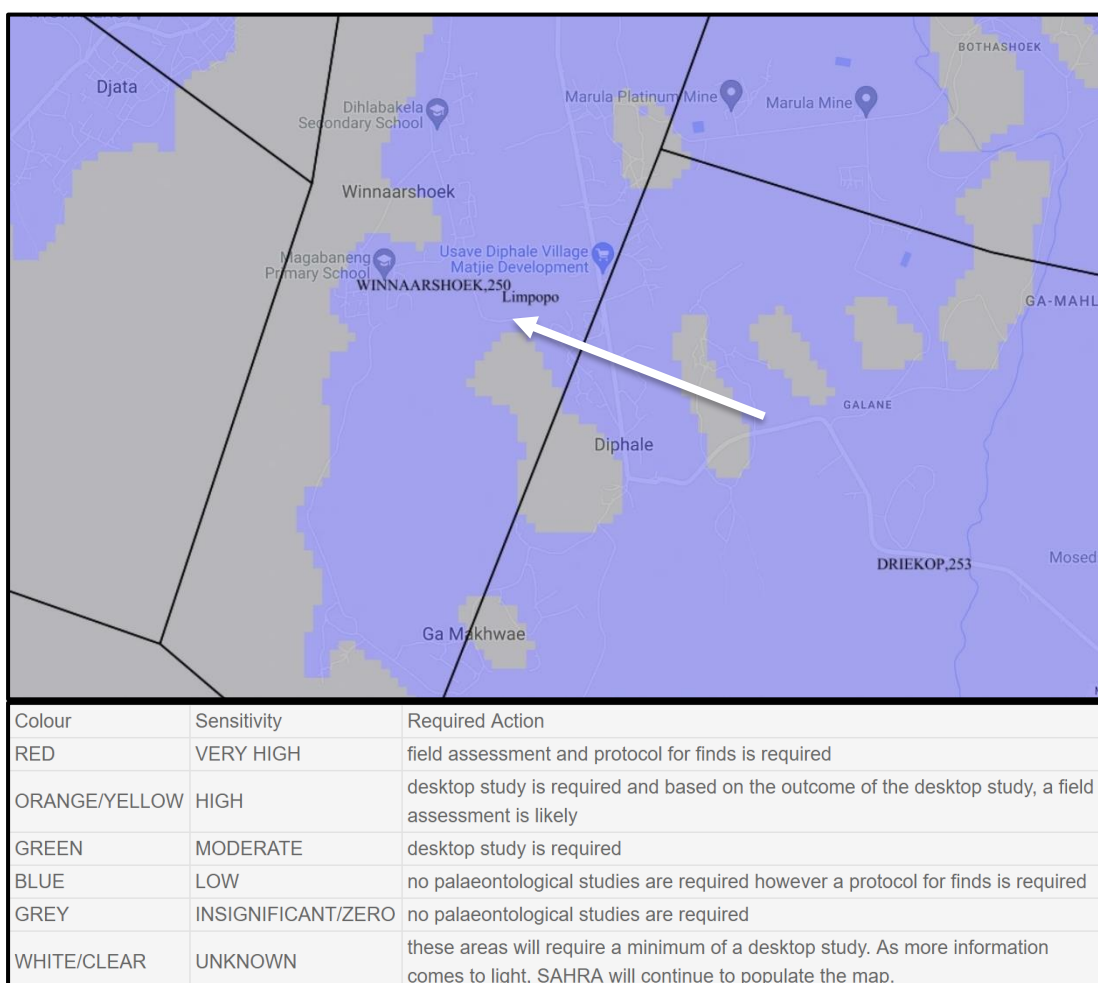 BOTHASHOEK
Djata
Marula Platinum Mine
Marula Mine
Dihlabakela
Secondary School
Winnaarshoek
Usave Diphale Village
Matjie Development
Magabaneng
Primary School
WINNAARSHOEK,250
Limpopo
GA-MAHL
GALANE
Diphale
DRIEKOP,253
Mosed
Ga Makhwae
Colour Sensitivity Required Action
RED VERY HIGH field assessment and protocol for finds is required
ORANGE/YELLOW HIGH desktop study is required and based on the outcome of the desktop study, a field
assessment is likely
GREEN MODERATE desktop study is required
BLUE LOW no palaeontological studies are required however a protocol for finds is required
GREY INSIGNIFICANT/ZERO no palaeontological studies are required
WHITE/CLEAR UNKNOWN these areas will require a minimum of a desktop study. As more information
comes to light, SAHRA will continue to populate the map.